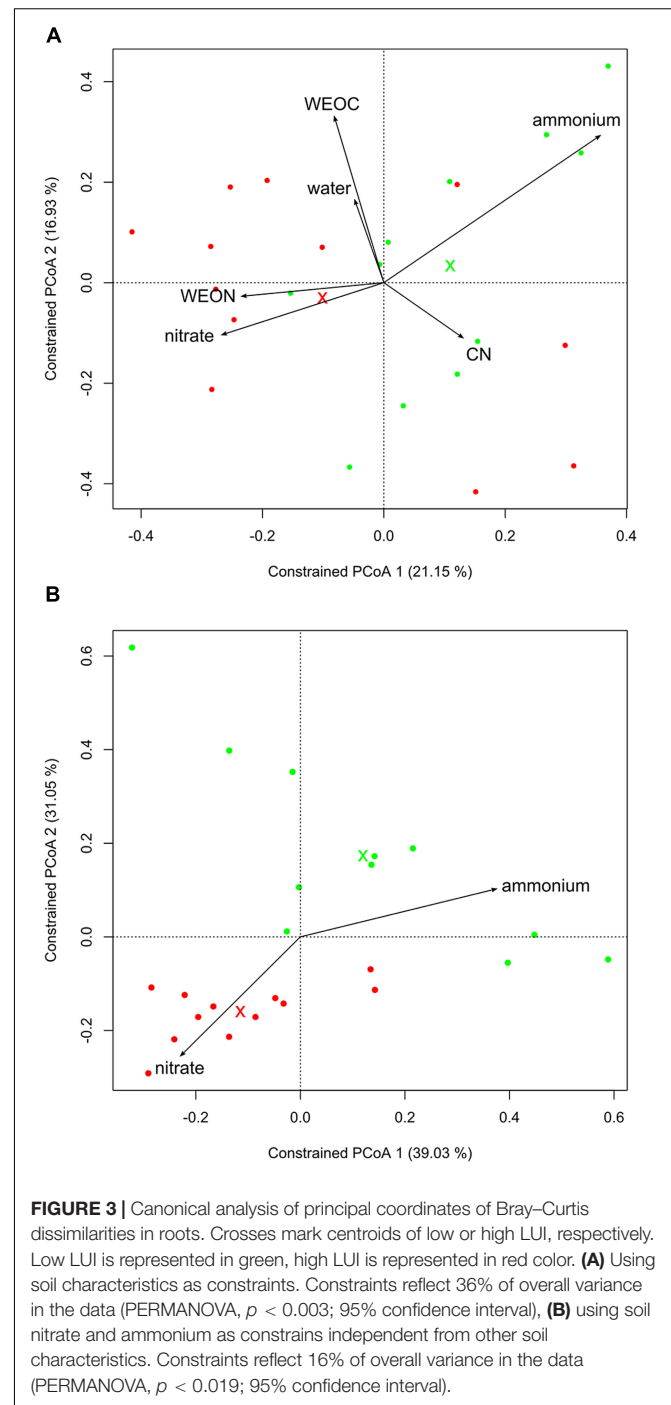 A
Constrained PCoA 2 (16.93 %)
0.4
0.2
0.0
-0.2
-0.4
WEOC
ammonium
water
X
WEON
X
nitrate
CN
-0.4 -0.2 0.0 0.2 0.4
Constrained PCoA 1 (21.15 %)
B
Constrained PCoA 2 (31.05 %)
0.6
0.4
0.2
0.0
-0.2
X
ammonium
X
nitrate
-0.2 0.0 0.2 0.4 0.6
Constrained PCoA 1 (39.03 %)
FIGURE 3 | Canonical analysis of principal coordinates of Bray–Curtis
dissimilarities in roots. Crosses mark centroids of low or high LUI, respectively.
Low LUI is represented in green, high LUI is represented in red color. (A) Using
soil characteristics as constraints. Constraints reflect 36% of overall variance
in the data (PERMANOVA, p < 0.003; 95% confidence interval), (B) using soil
nitrate and ammonium as constrains independent from other soil
characteristics. Constraints reflect 16% of overall variance in the data
(PERMANOVA, p < 0.019; 95% confidence interval).